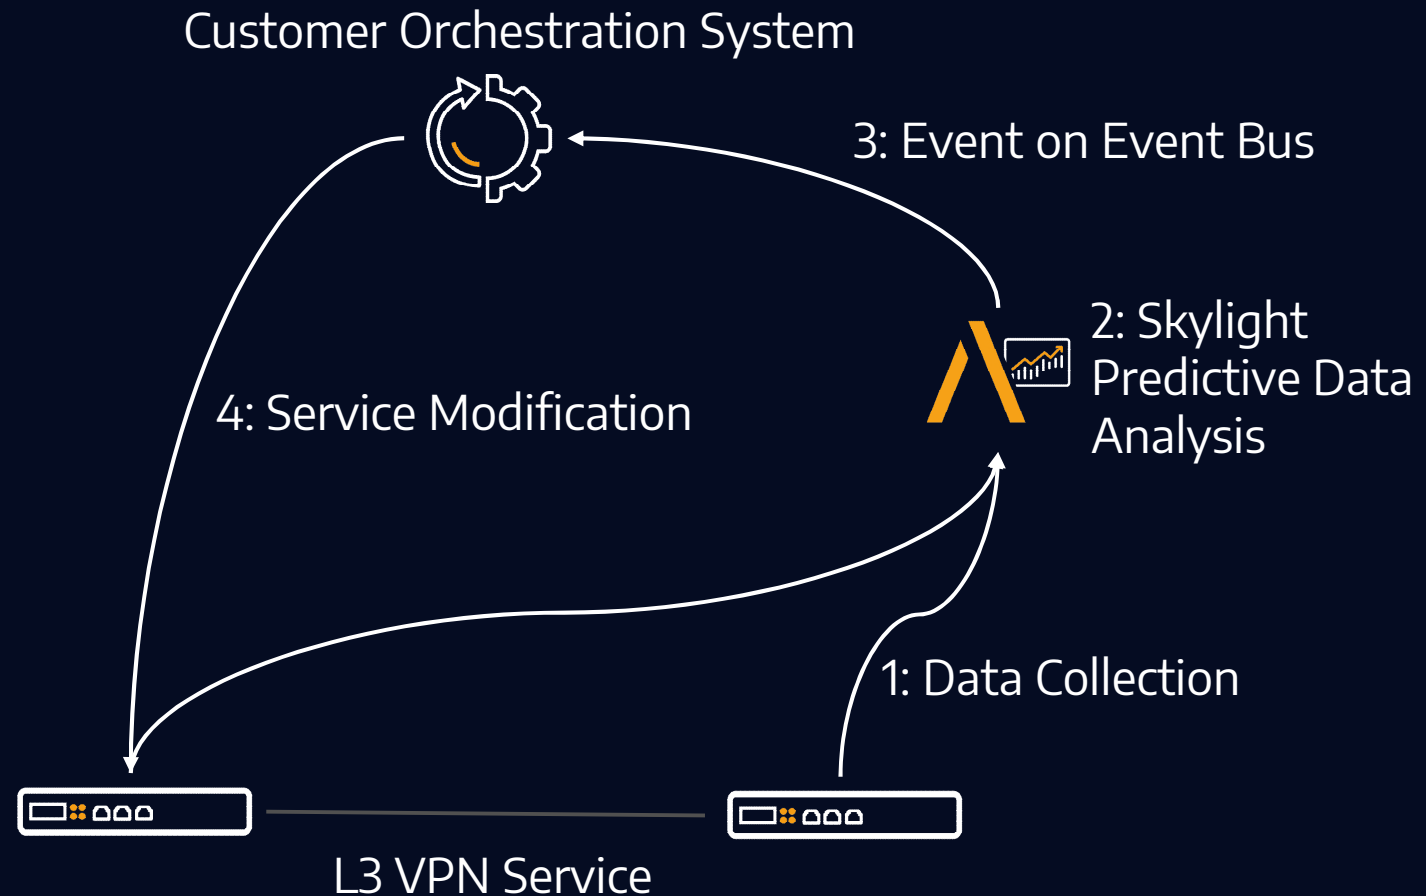 Customer Orchestration System
3: Event on Event Bus
2: Skylight
Predictive Data
Analysis
4: Service Modification
1: Data Collection
L3 VPN Service